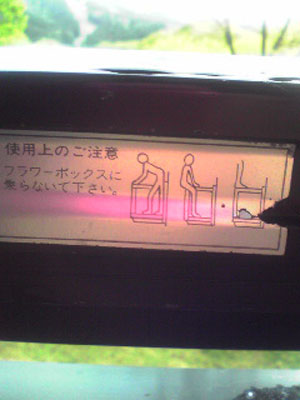 使用上のご注意
フラワーボックスに
乗らないで下さい。